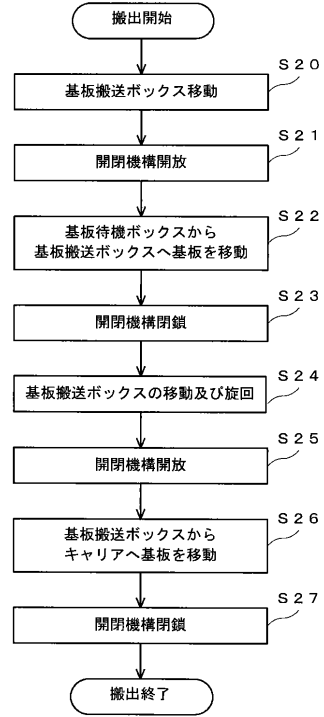 搬出開始
S20
基板搬送ボックス移動
S21
開閉機構開放
S22
基板待機ボックスから
基板搬送ボックスへ基板を移動
S23
開閉機構閉鎖
S24
基板搬送ボックスの移動及び旋回
S25
開閉機構開放
S26
基板搬送ボックスから
キャリアへ基板を移動
S27
開閉機構閉鎖
搬出終了